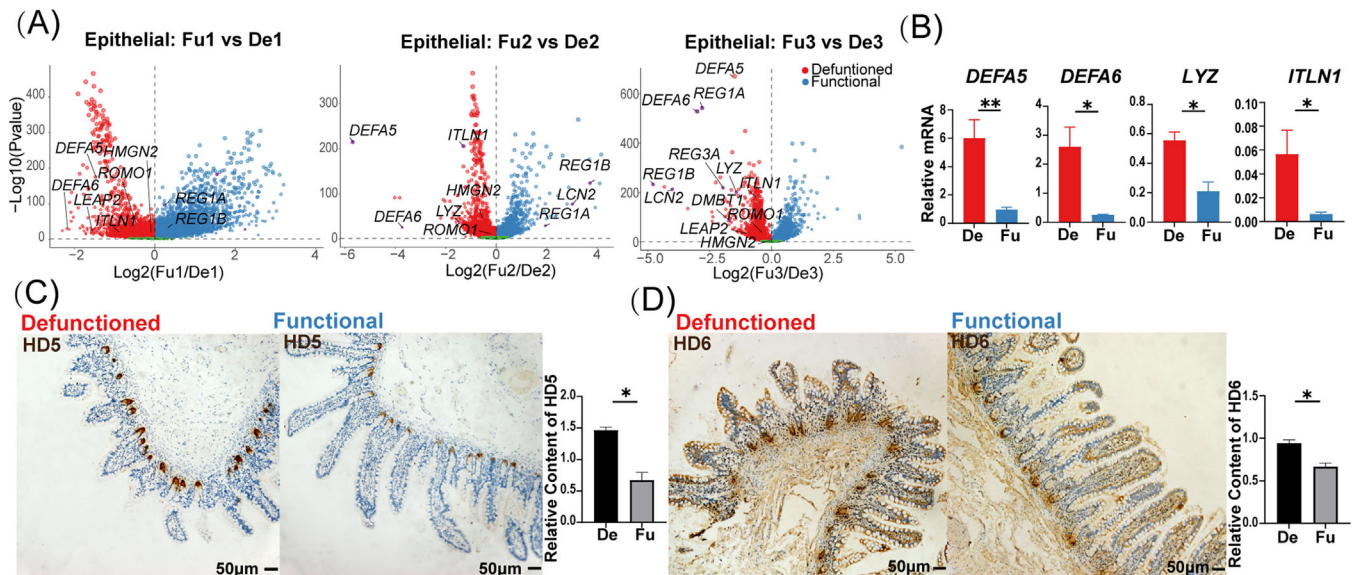 (A)
Epithelial: Fu1 vs De1
−Log10(Pvalue)
400
300
200
100
0
DEFA5
HMGN2
ROMO1
DEFA6
LEAP2
ITLN1
REG1A
REG1B
−2
0
2
Log2(Fu1/De1)
Epithelial: Fu2 vs De2
300
200
100
0
DEFA5
ITLN1
REG1B
HMGN2
LCN2
LYZ
REG1A
DEFA6
ROMO1
−6
−4
−2
0
2
4
Log2(Fu2/De2)
Epithelial: Fu3 vs De3
Defuntioned
Functional
600
400
200
0
DEFA5
DEFA6
REG1A
REG3A
LYZ
REG1B
ITLN1
LCN2
DMBT1
ROMO1
LEAP2
HMGN2
−5.0
−2.5
0.0
2.5
5.0
Log2(Fu3/De3)
(B)
Relative mRNA
DEFA5
**
10
8
6
4
2
0
De Fu
DEFA6
*
4
3
2
1
0
De Fu
LYZ
*
0.8
0.6
0.4
0.2
0.0
De Fu
ITLN1
*
0.10
0.08
0.06
0.04
0.02
0.00
De Fu
(C)
Defunctioned
HD5
50μm
Functional
HD5
50μm
Relative Content of HD5
*
2.0
1.5
1.0
0.5
0.0
De Fu
(D)
Defunctioned
HD6
50μm
Functional
HD6
50μm
Relative Content of HD6
*
1.5
1.0
0.5
0.0
De Fu